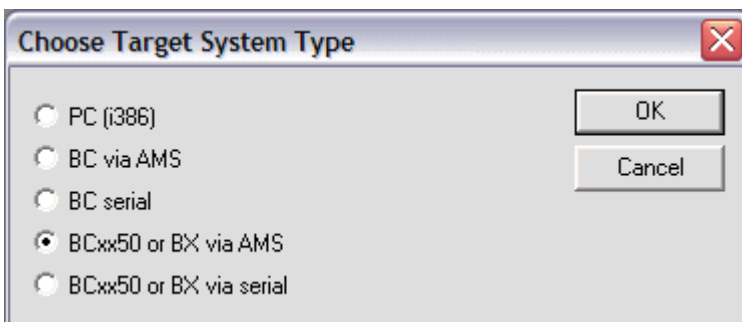 Choose Target System Type
PC (i386)
BC via AMS
BC serial
BCxx50 or BX via AMS
BCxx50 or BX via serial
OK
Cancel